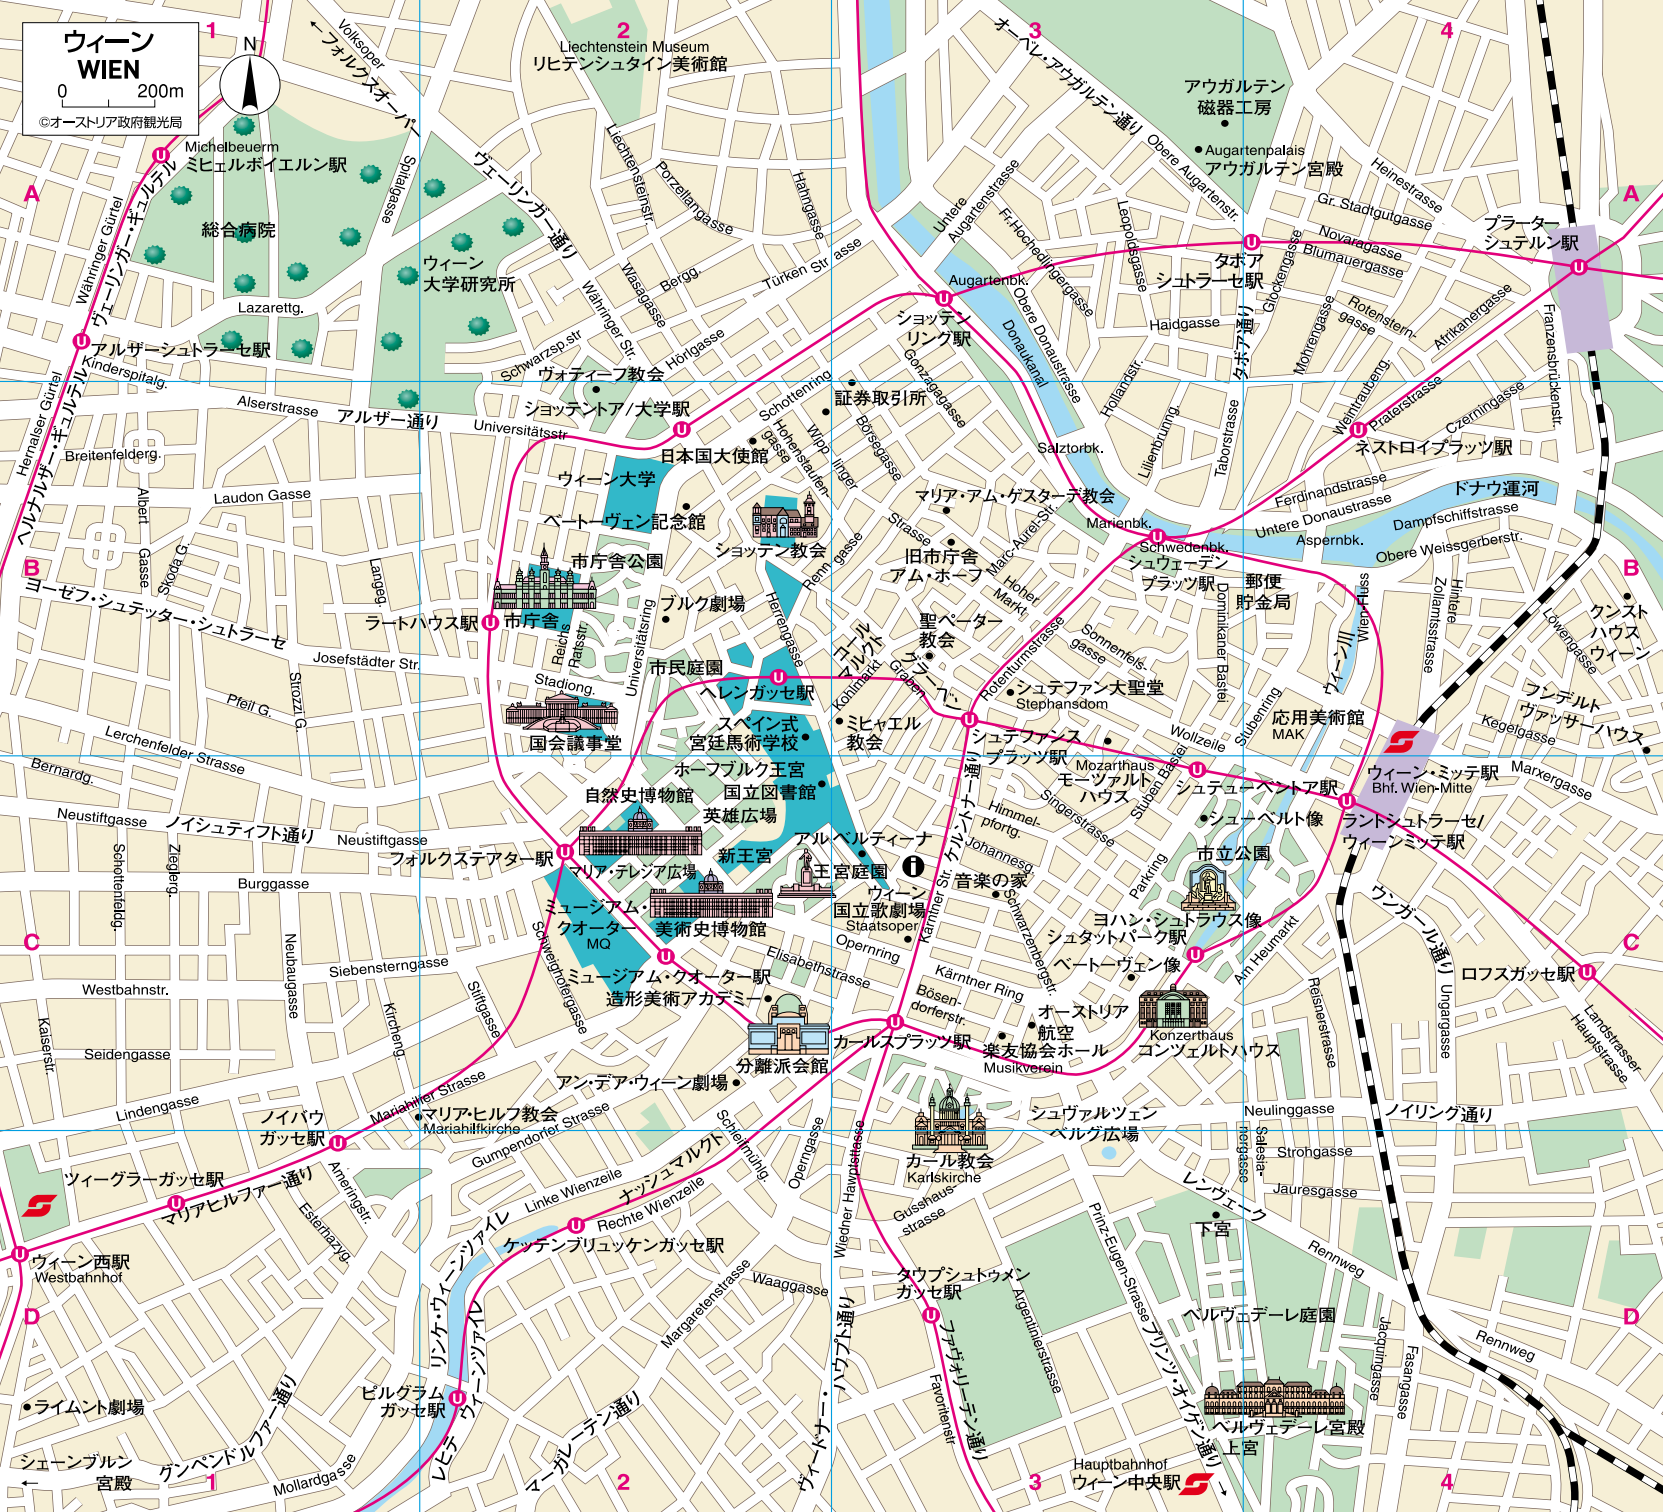 ウィーン
WIEN
0 200m
©オーストリア政府観光局
N
1
2
3
4
A
A
B
B
C
C
D
D
1
2
3
4
Volksoper
←フォルクスオーパー
Liechtenstein Museum
リヒテンシュタイン美術館
オーベレ・アウガルテン通り
Obere Augartenstr.
アウガルテン
磁器工房
Augartenpalais
アウガルテン宮殿
Michelbeuern
ミヒェルボイエルン駅
総合病院
Spitalgasse
ヴェーリンガー通り
Liechtensteinstr.
Porzellangasse
Hahngasse
Untere
Augartenstrasse
Fr.Hochedlingergasse
Leopoldsgasse
Heinestrasse
Gr. Stadtgutgasse
Novaragasse
Blumauergasse
プラーター
シュテルン駅
Währinger Gürtel
ヴェーリンガー・ギュルテル
ウィーン
大学研究所
Lazarettg.
Wasagasse
Bergg.
Türken Strasse
Währinger Str.
Augartenbk.
タボア
シュトラーセ駅
Glockengasse
Obere Donaustrasse
Donaukanal
Haidgasse
タボア通り
Mohrengasse
Rotenstern-
gasse
Afrikanergasse
Franzensbrückenstr.
ショッテン
リング駅
アルザーシュトラーセ駅
Kinderspitalg.
Schwarzsp.str
Hörlgasse
ヴォティーフ教会
Gonzagagasse
Hollandstr.
Weintraubeng.
Praterstrasse
Czerningasse
Hernalser Gürtel
ヘルナルザー・ギュルテル
Alserstrasse
アルザー通り
ショッテントア/大学駅
Universitätsstr
Schottenring
証券取引所
Börsegasse
Hohenstaufen-
gasse
Wipplinger
Strasse
Salztorbk.
Lilienbrunng.
Taborstrasse
ネストロイプラッツ駅
Breitenfelderg.
Laudon Gasse
Albert
Gasse
Skoda G.
Langeg.
日本国大使館
ウィーン大学
ベートーヴェン記念館
ショッテン教会
Renngasse
マリア・アム・ゲスターデ教会
旧市庁舎
アム・ホーフ
Marc-Aurel-Str.
Marienbk.
Schwedenbk.
シュウェーデン
プラッツ駅
郵便
貯金局
Ferdinandstrasse
Untere Donaustrasse
Aspernbk.
ドナウ運河
Dampfschiffstrasse
Obere Weissgerberstr.
ヨーゼフ・シュテッター・シュトラーセ
Josefstädter Str.
ラートハウス駅
市庁舎
市庁舎公園
Reichs
Ratsstr.
ブルク劇場
Universitätsring
Herrengasse
Hoher
Markt
聖ペーター
教会
コール
マルクト
Kohlmarkt
グラーベン
Graben
Rotenturmstrasse
Sonnenfels-
gasse
Dominikaner Bastei
Wien Fluss
ウィーン川
Hintere
Zollamtsstrasse
Löwengasse
クンスト
ハウス
ウィーン
Pfeil G.
Strozzi G.
Stadiong.
国会議事堂
市民庭園
ヘレンガッセ駅
スペイン式
宮廷馬術学校
ミヒャエル
教会
シュテファン大聖堂
Stephansdom
シュテファンス
プラッツ駅
Wollzeile
Stubenring
応用美術館
MAK
フンデルト
ヴァッサーハウス
Kegelgasse
Lerchenfelder Strasse
Bernardg.
ホーフブルク王宮
国立図書館
Mozarthaus
モーツァルト
ハウス
Stuben Bastei
シュテューベントア駅
ウィーン・ミッテ駅
Bhf. Wien-Mitte
Marxergasse
Neustiftgasse
ノイシュティフト通り
Neustiftgasse
自然史博物館
英雄広場
アルベルティーナ
Himmel-
pfortg.
Singerstrasse
シューベルト像
ラントシュトラーセ/
ウィーンミッテ駅
フォルクステアター駅
マリア・テレジア広場
新王宮
王宮庭園
ケルントナー通り
Kärntner Str.
Johannesg.
音楽の家
市立公園
Parkring
Schottenfeldg.
Zieglerg.
Burggasse
ミュージアム・
クオーター
MQ
美術史博物館
ウィーン
国立歌劇場
Staatsoper
Schwarzenbergstr.
ヨハン・シュトラウス像
シュタットパーク駅
ウンガール通り
Ungargasse
Neubaugasse
Siebensterngasse
Westbahnstr.
Schweighofergasse
Stiftgasse
ミュージアム・クオーター駅
造形美術アカデミー
Elisabethstrasse
Opernring
Kärntner Ring
Bösen-
dorferstr.
ベートーヴェン像
Am Heumarkt
Reisnerstrasse
ロフスガッセ駅
Kaiserstr.
Kircheng.
Seidengasse
分離派会館
カールスプラッツ駅
オーストリア
航空
楽友協会ホール
Musikverein
Konzerthaus
コンツェルトハウス
Landstrasser
Hauptstrasse
Lindengasse
Mariahilfer Strasse
アン・デア・ウィーン劇場
ノイバウ
ガッセ駅
マリア・ヒルフ教会
Mariahilfkirche
Gumpendorfer Strasse
ナッシュマルクト
Schleifmühlg.
Operngasse
カール教会
Karlskirche
シュヴァルツェン
ベルグ広場
Neulinggasse
ノイリング通り
Salesia-
nergasse
Strohgasse
Jauresgasse
レンヴェーク
下宮
ツィーグラーガッセ駅
マリアヒルファー通り
Amerlingstr.
Esterhazyg.
Linke Wienzeile
Rechte Wienzeile
ケッテンブリュッケンガッセ駅
Wiedner Hauptstrasse
Gusshaus-
strasse
Prinz-Eugen-Strasse
プリンツ・オイゲン通り
Rennweg
ウィーン西駅
Westbahnhof
リンケ・ウィーンツァイレ
レヒテ ウィーンツァイレ
Waaggasse
Margaretenstrasse
タウプシュトゥメン
ガッセ駅
Argentinierstrasse
ベルヴェデーレ庭園
Jacquingasse
Fasangasse
Rennweg
ライムント劇場
グンペンドルファー通り
ピルグラム
ガッセ駅
マーガレーテン通り
ヴィードナー・ハウプト通り
ファヴォリーテン通り
Favoritenstr
ベルヴェデーレ宮殿
上宮
シェーンブルン
宮殿
←
Mollardgasse
Hauptbahnhof
ウィーン中央駅